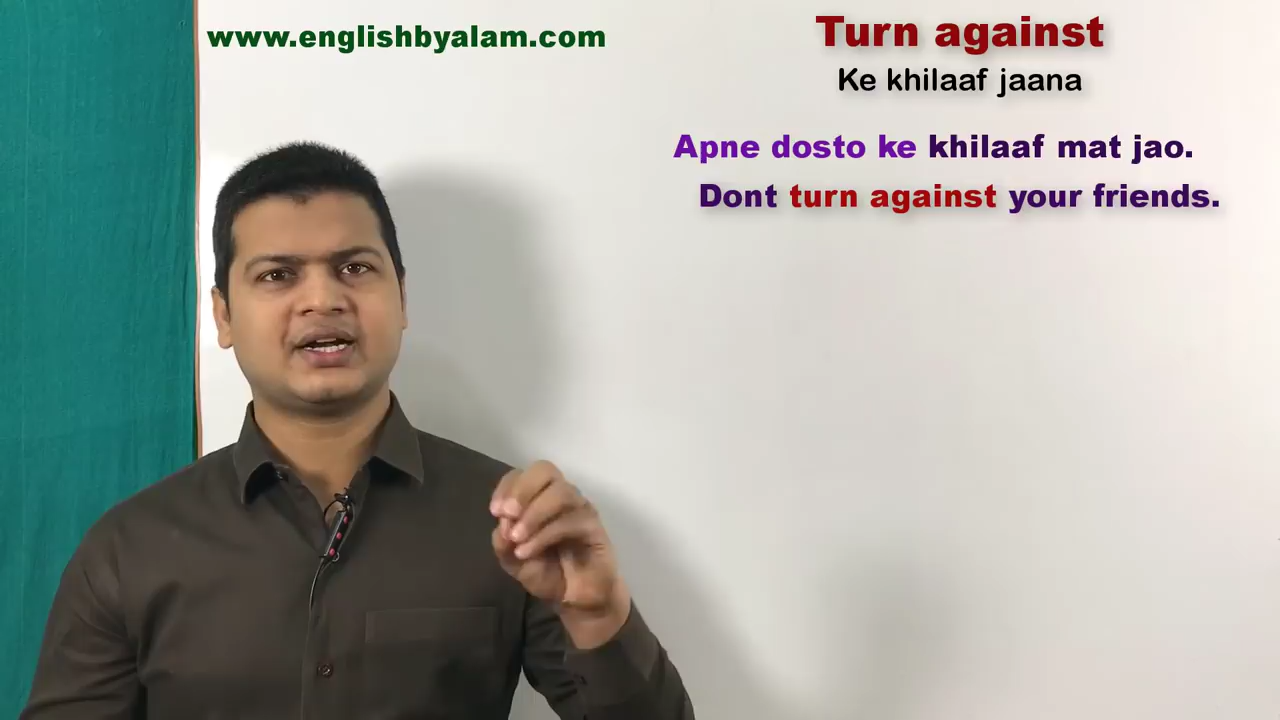 www.englishbyalam.com
Turn against
Ke khilaaf jaana
Apne dosto ke khilaaf mat jao.
Dont turn against your friends.